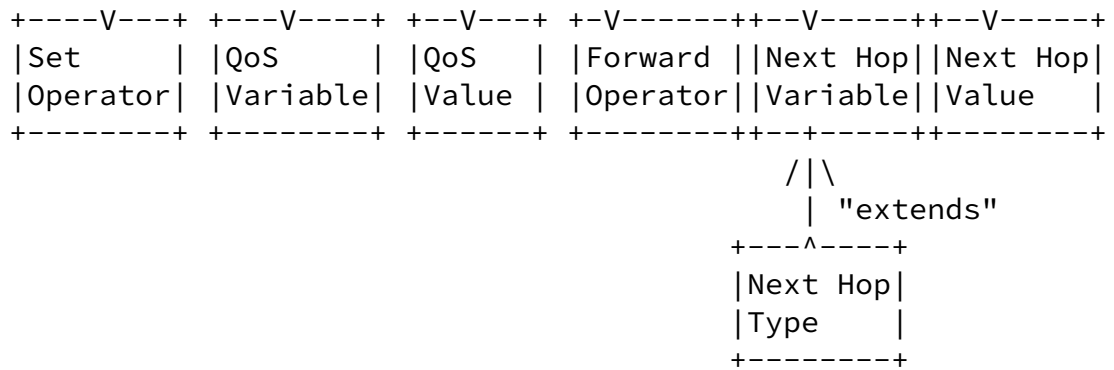 +----V---+ +---V----+ +--V---+ +-V------++--V-----++--V-----+
|Set     | |QoS     | |QoS   | |Forward ||Next Hop||Next Hop|
|Operator| |Variable| |Value | |Operator||Variable||Value   |
+--------+ +--------+ +------+ +--------++--+-----++--------+
                                           /|\
                                            | "extends"
                                        +---^----+
                                        |Next Hop|
                                        |Type    |
                                        +--------+